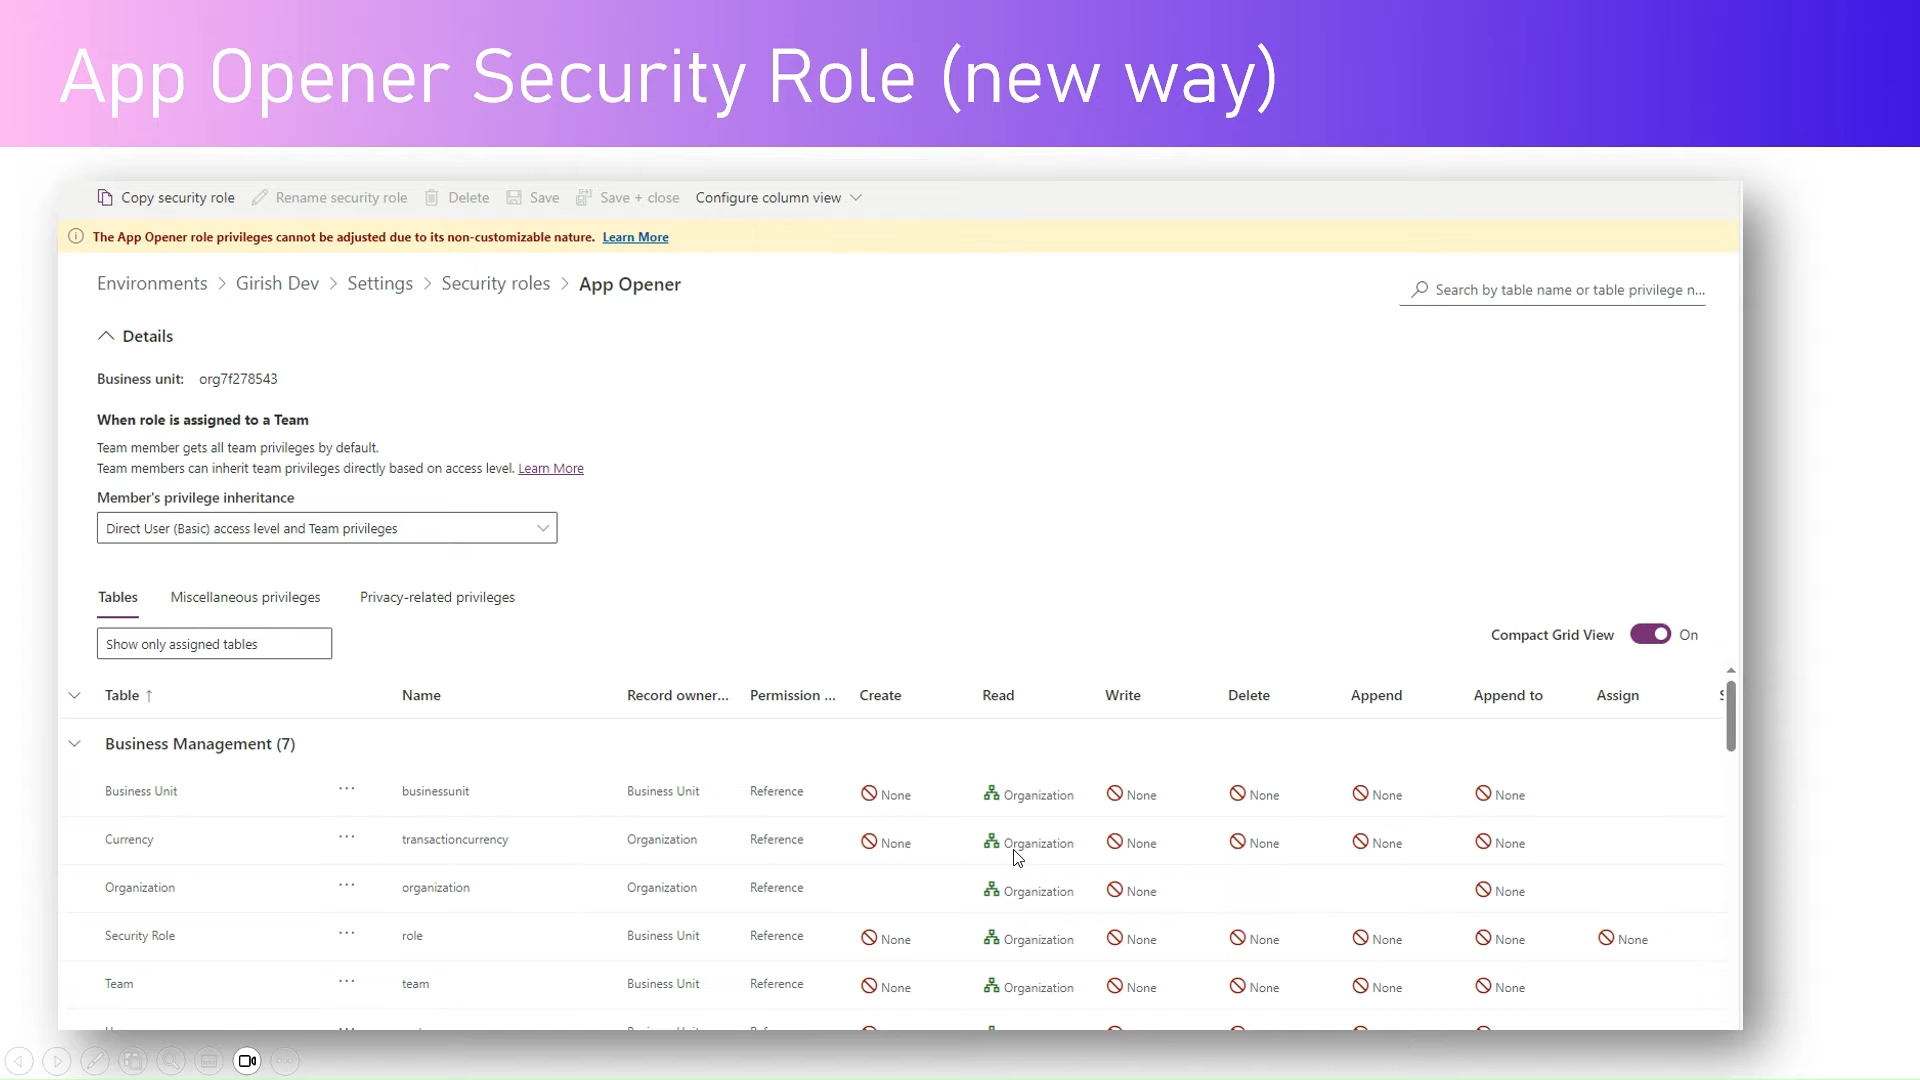 App Opener Security Role (new way)
Copy security role Rename security role Delete Save Save + close Configure column view
The App Opener role privileges cannot be adjusted due to its non-customizable nature. Learn More
Environments > Girish Dev > Settings > Security roles > App Opener
Search by table name or table privilege n...
Details
Business unit: org7f278543
When role is assigned to a Team
Team member gets all team privileges by default.
Team members can inherit team privileges directly based on access level. Learn More
Member's privilege inheritance
Direct User (Basic) access level and Team privileges
Tables Miscellaneous privileges Privacy-related privileges
Show only assigned tables
Compact Grid View On
Table ↑ Name Record owner... Permission ... Create Read Write Delete Append Append to Assign
Business Management (7)
Business Unit ... businessunit Business Unit Reference None Organization None None None None
Currency ... transactioncurrency Organization Reference None Organization None None None None
Organization ... organization Organization Reference Organization None None
Security Role ... role Business Unit Reference None Organization None None None None None
Team ... team Business Unit Reference None Organization None None None None